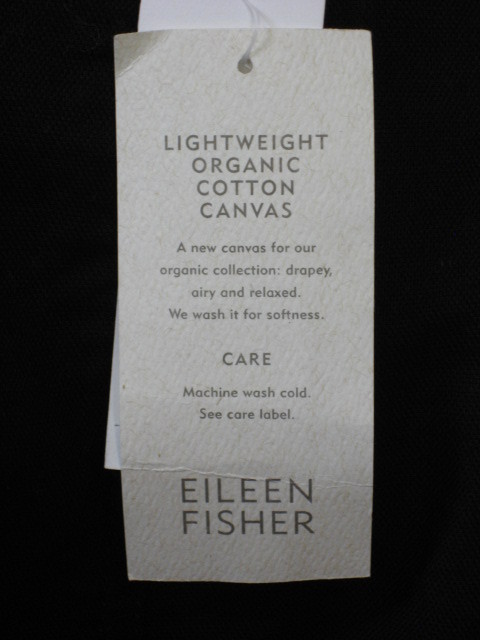 LIGHTWEIGHT
ORGANIC
COTTON
CANVAS
A new canvas for our
organic collection: drapey,
airy and relaxed.
We wash it for softness.
CARE
Machine wash cold.
See care label.
EILEEN
FISHER